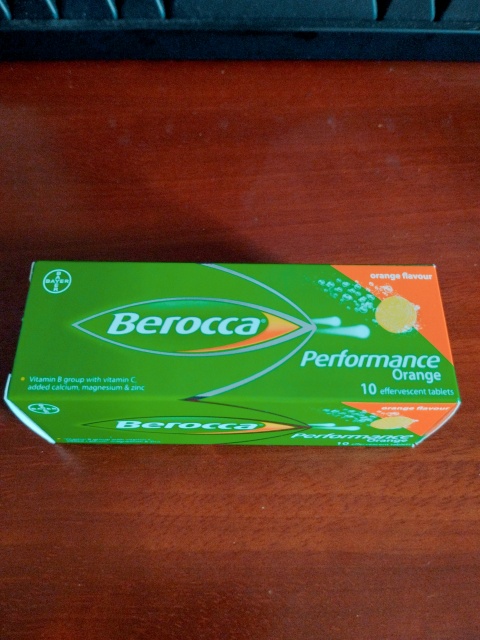 BAYER
orange flavour
Berocca®
Performance
Orange
10 effervescent tablets
Vitamin B group with vitamin C,
added calcium, magnesium & zinc
orange flavour
Berocca
Performance
Orange
10